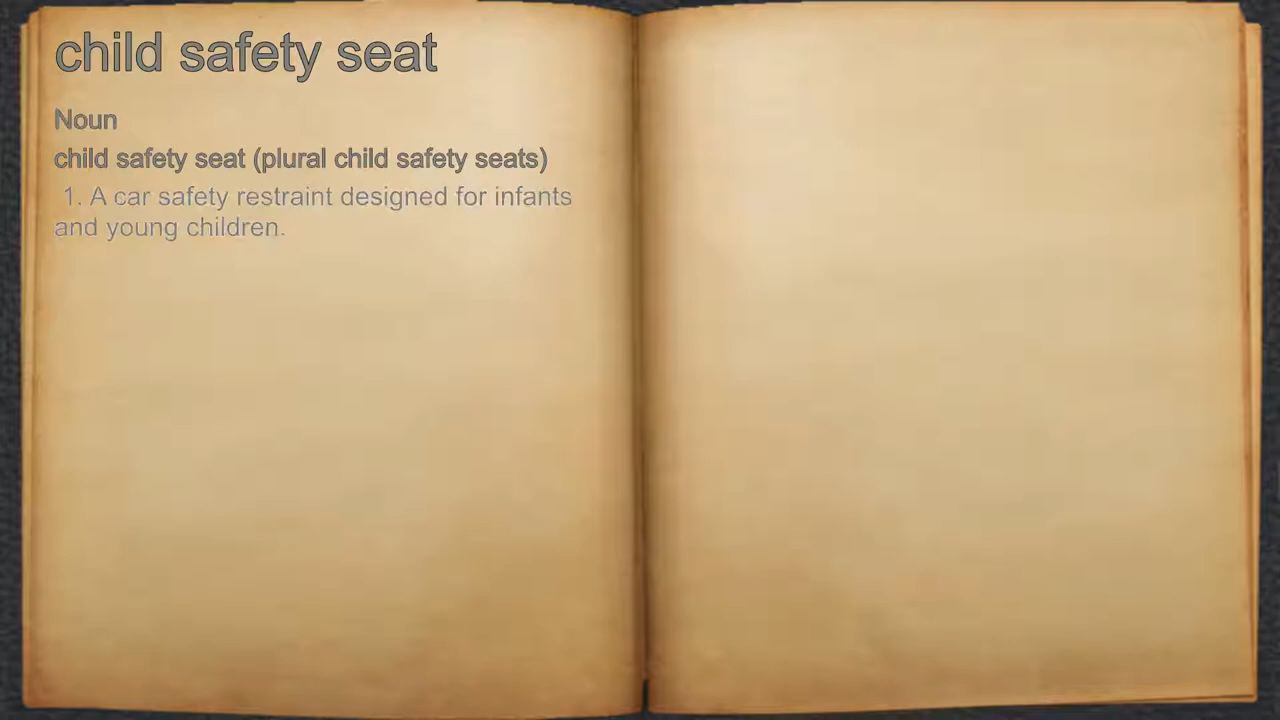 child safety seat
Noun
child safety seat (plural child safety seats)
1. A car safety restraint designed for infants
and young children.